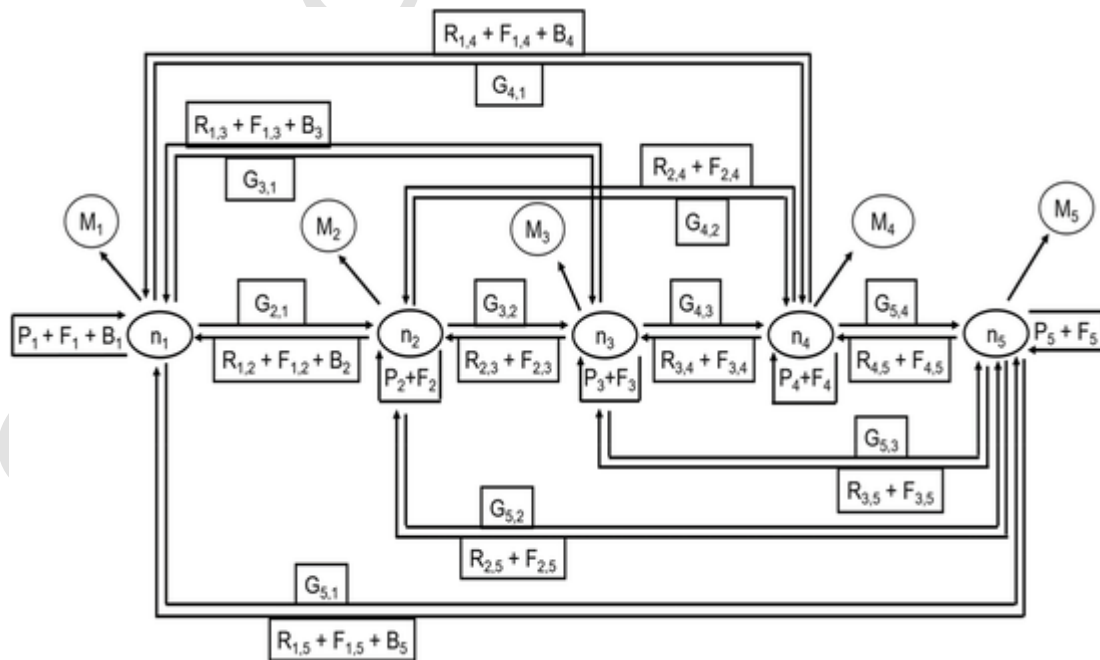 R1,4 + F1,4 + B4
G4,1
R1,3 + F1,3 + B3
G3,1
R2,4 + F2,4
G4,2
M1
M2
M3
M4
M5
G2,1
G3,2
G4,3
G5,4
P1 + F1 + B1
n1
n2
n3
n4
n5
P5 + F5
R1,2 + F1,2 + B2
P2+F2
R2,3 + F2,3
P3+F3
R3,4 + F3,4
P4+F4
R4,5 + F4,5
G5,3
R3,5 + F3,5
G5,2
R2,5 + F2,5
G5,1
R1,5 + F1,5 + B5